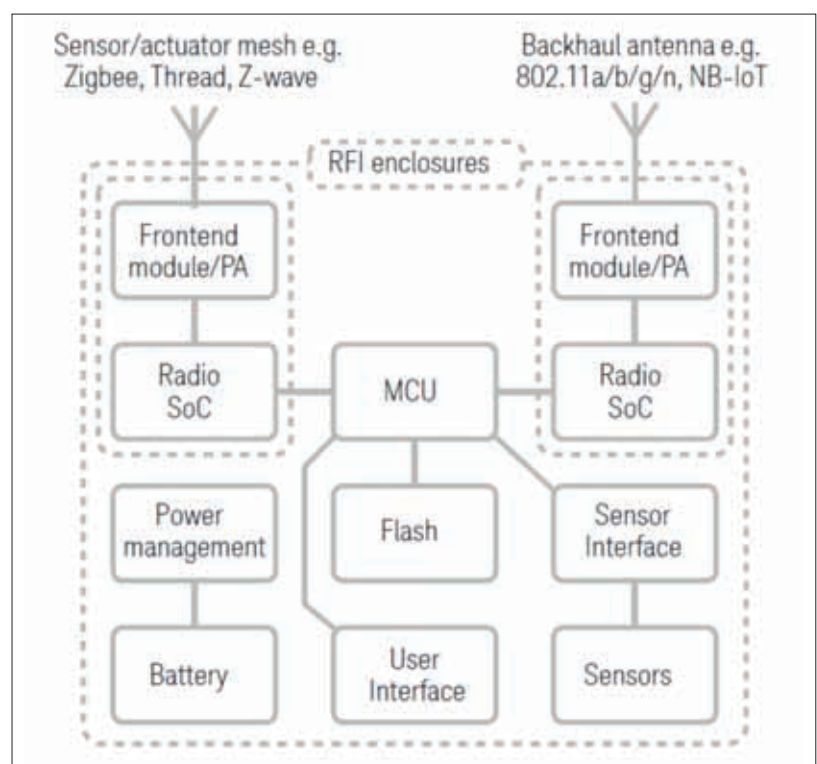 Sensor/actuator mesh e.g.
Zigbee, Thread, Z-wave
Backhaul antenna e.g.
802.11a/b/g/n, NB-IoT
RFI enclosures
Frontend
module/PA
Frontend
module/PA
Radio
SoC
MCU
Radio
SoC
Power
management
Flash
Sensor
Interface
Battery
User
Interface
Sensors